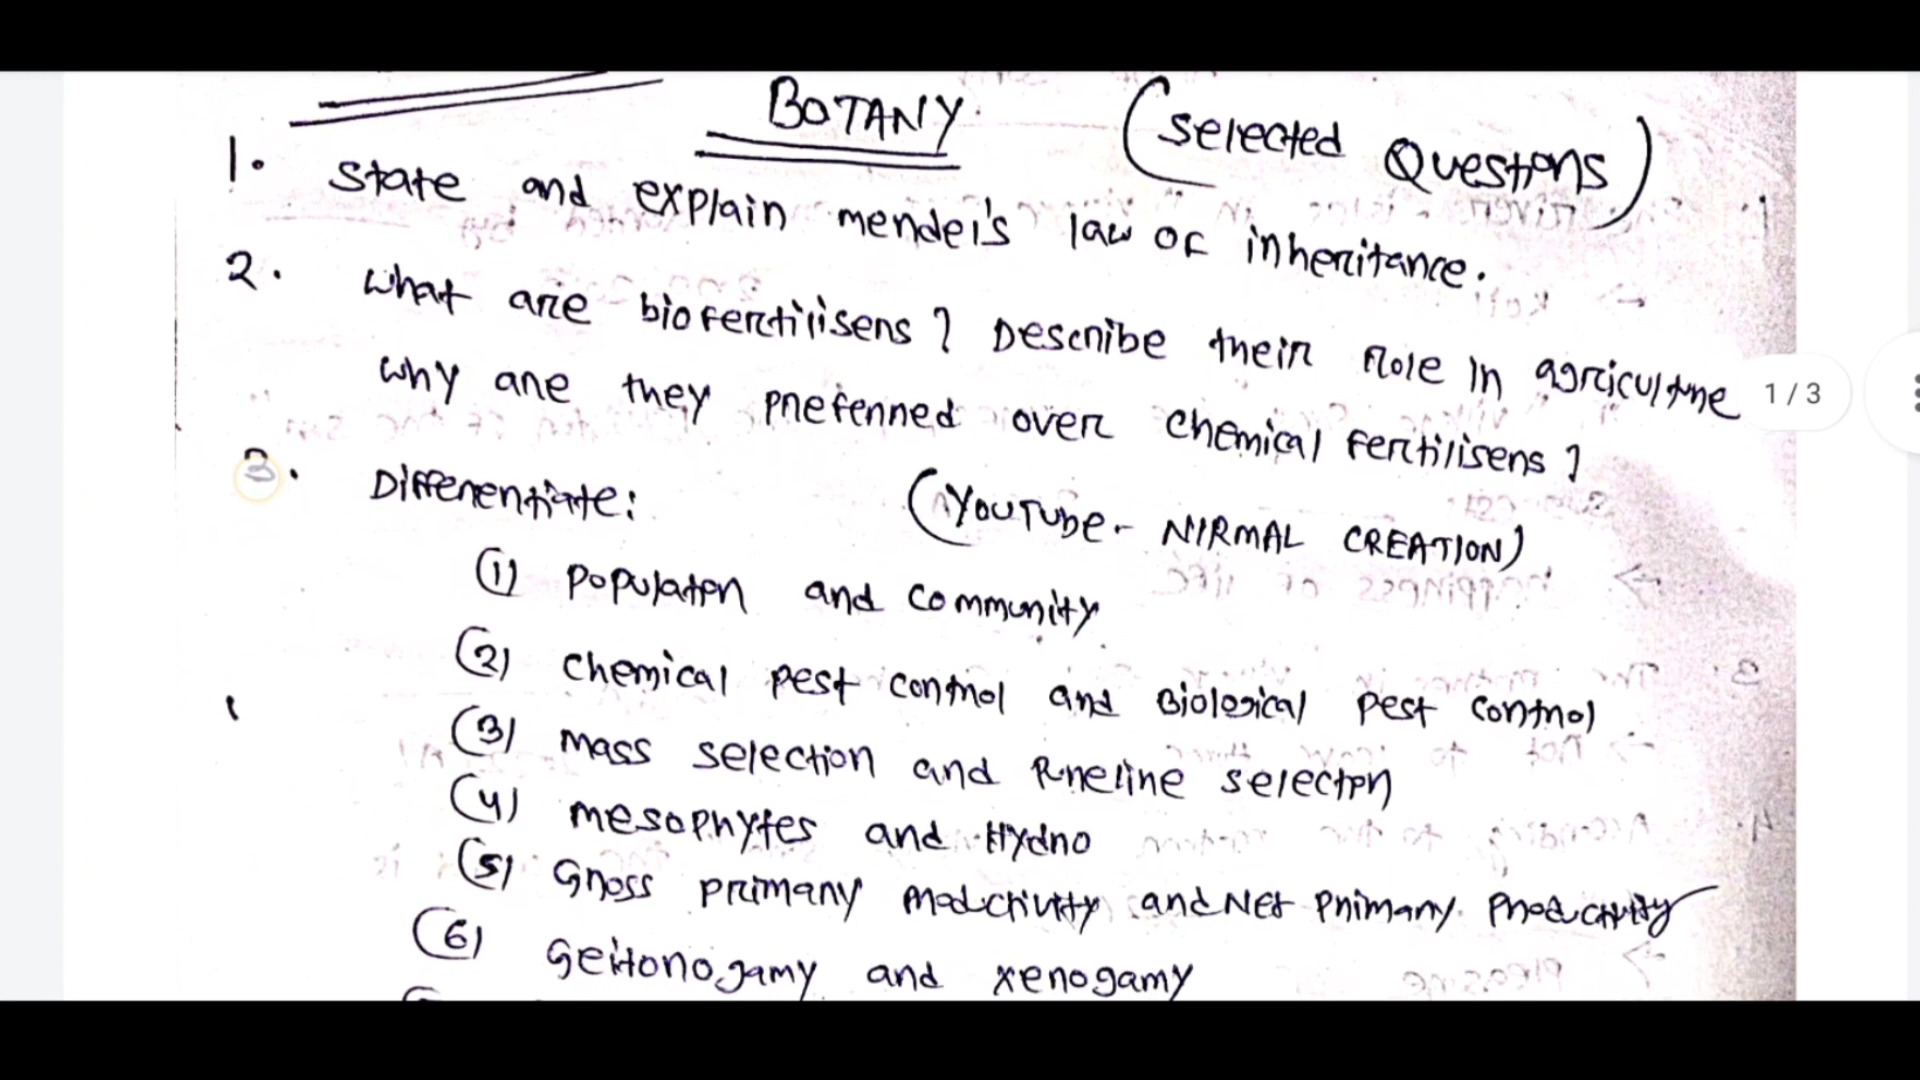 BOTANY. (Selected Questions)
1. State and explain mendel's law of inheritance.
2. What are biofertilisers? Describe their role in agriculture
Why are they preferred over chemical fertilisers?
3. Differentiate: (YouTube- NIRMAL CREATION)
(1) Population and community
(2) Chemical pest control and Biological pest control
(3) mass selection and Pureline selection
(4) mesophytes and Hydro
(5) Gross primary productivity and Net Primary Productivity
(6) Geitonogamy and xenogamy
1 / 3